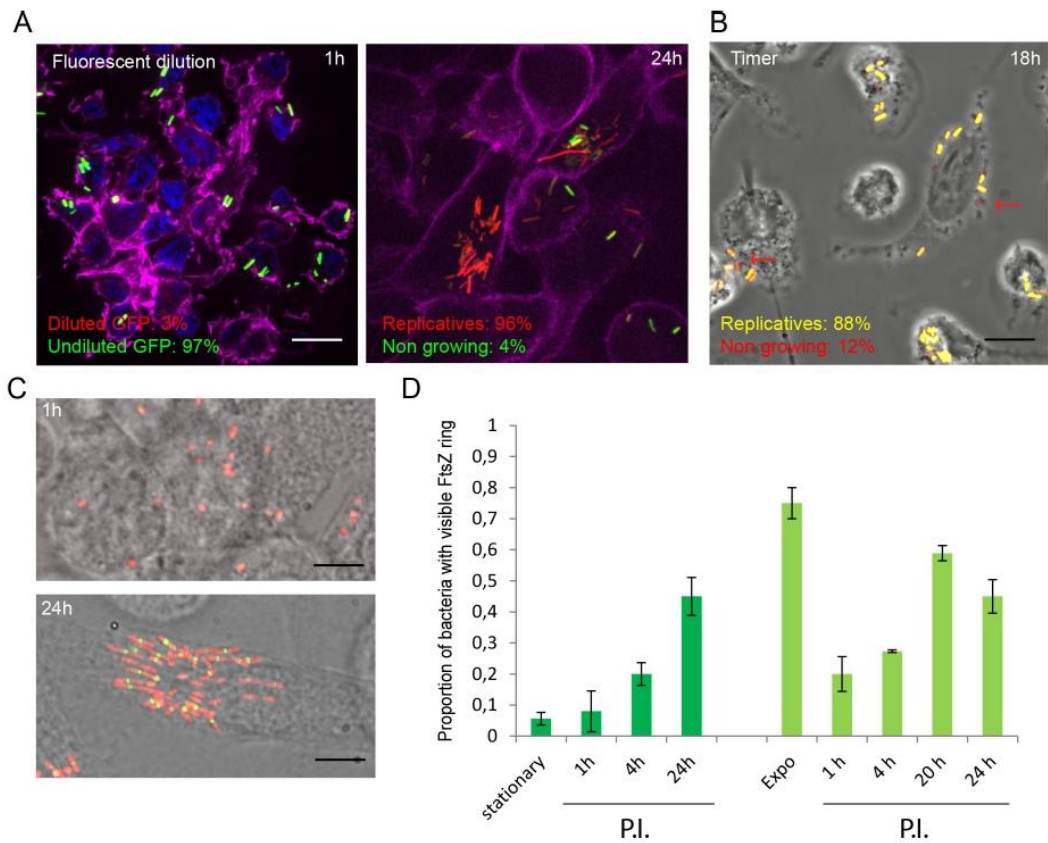 A
Fluorescent dilution 1h
Diluted GFP: 3%
Undiluted GFP: 97%
24h
Replicatives: 96%
Non growing: 4%
B
Timer 18h
Replicatives: 88%
Non growing: 12%
C
1h
24h
D
Proportion of bacteria with visible FtsZ ring
1
0,9
0,8
0,7
0,6
0,5
0,4
0,3
0,2
0,1
0
stationary 1h 4h 24h Expo 1 h 4 h 20 h 24 h
P.I. P.I.